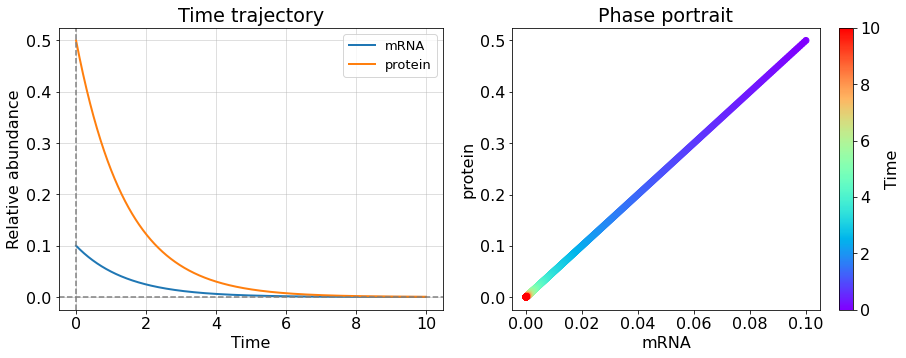 Time trajectory
Relative abundance
0.5
0.4
0.3
0.2
0.1
0.0
mRNA
protein
0 2 4 6 8 10
Time
Phase portrait
protein
0.5
0.4
0.3
0.2
0.1
0.0
0.00 0.02 0.04 0.06 0.08 0.10
mRNA
10
8
6
4
2
0
Time